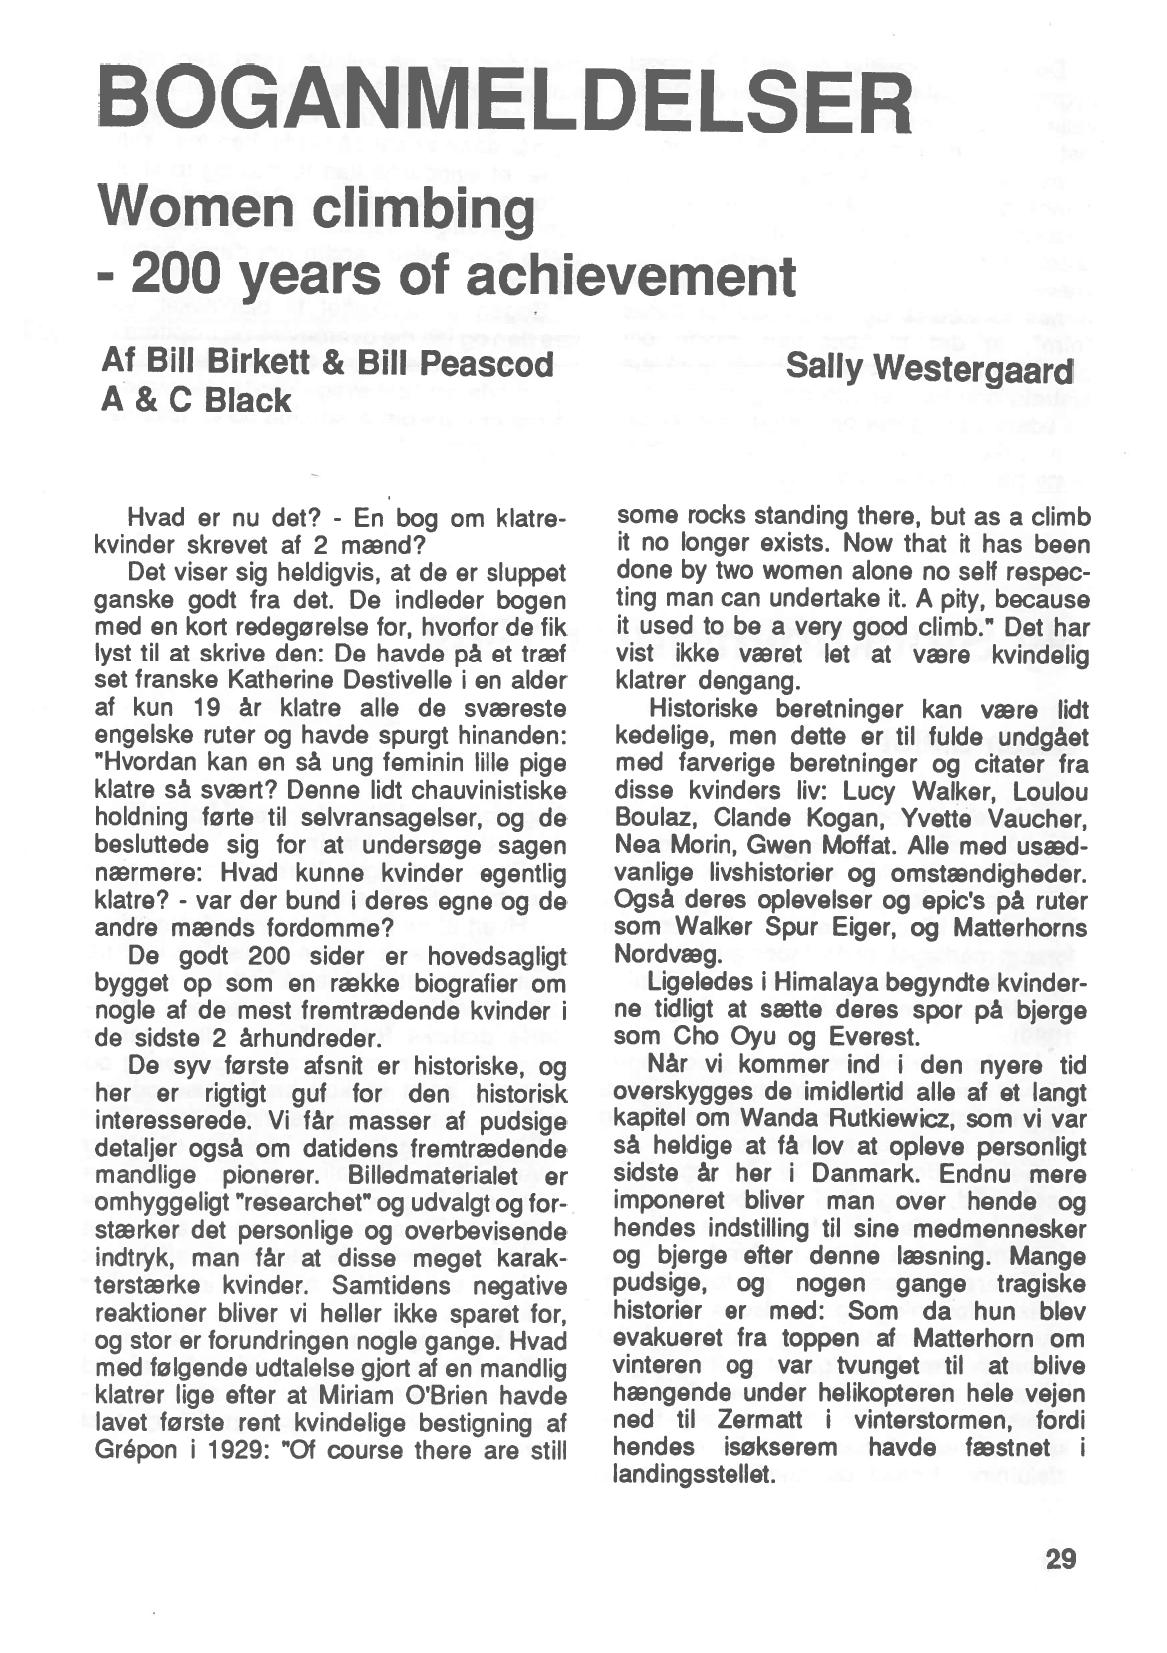 BOGANMELDELSER
Women climbing
- 200 years of achievement
Af Bill Birkett & Bill Peascod
A & C Black
Sally Westergaard
Hvad er nu det? - En bog om klatre-
kvinder skrevet af 2 mænd?
Det viser sig heldigvis, at de er sluppet
ganske godt fra det. De indleder bogen
med en kort redegørelse for, hvorfor de fik
lyst til at skrive den: De havde på et træf
set franske Katherine Destivelle i en alder
af kun 19 år klatre alle de sværeste
engelske ruter og havde spurgt hinanden:
"Hvordan kan en så ung feminin lille pige
klatre så svært? Denne lidt chauvinistiske
holdning førte til selvransagelser, og de
besluttede sig for at undersøge sagen
nærmere: Hvad kunne kvinder egentlig
klatre? - var der bund i deres egne og de
andre mænds fordomme?
De godt 200 sider er hovedsagligt
bygget op som en række biografier om
nogle af de mest fremtrædende kvinder i
de sidste 2 århundreder.
De syv første afsnit er historiske, og
her er rigtigt guf for den historisk
interesserede. Vi får masser af pudsige
detaljer også om datidens fremtrædende
mandlige pionerer. Billedmaterialet er
omhyggeligt "researchet" og udvalgt og for-
stærker det personlige og overbevisende
indtryk, man får at disse meget karak-
terstærke kvinder. Samtidens negative
reaktioner bliver vi heller ikke sparet for,
og stor er forundringen nogle gange. Hvad
med følgende udtalelse gjort af en mandlig
klatrer lige efter at Miriam O'Brien havde
lavet første rent kvindelige bestigning af
Grépon i 1929: "Of course there are still
some rocks standing there, but as a climb
it no longer exists. Now that it has been
done by two women alone no self respec-
ting man can undertake it. A pity, because
it used to be a very good climb." Det har
vist ikke været let at være kvindelig
klatrer dengang.
Historiske beretninger kan være lidt
kedelige, men dette er til fulde undgået
med farverige beretninger og citater fra
disse kvinders liv: Lucy Walker, Loulou
Boulaz, Clande Kogan, Yvette Vaucher,
Nea Morin, Gwen Moffat. Alle med usæd-
vanlige livshistorier og omstændigheder.
Også deres oplevelser og epic's på ruter
som Walker Spur Eiger, og Matterhorns
Nordvæg.
Ligeledes i Himalaya begyndte kvinder-
ne tidligt at sætte deres spor på bjerge
som Cho Oyu og Everest.
Når vi kommer ind i den nyere tid
overskygges de imidlertid alle af et langt
kapitel om Wanda Rutkiewicz, som vi var
så heldige at få lov at opleve personligt
sidste år her i Danmark. Endnu mere
imponeret bliver man over hende og
hendes indstilling til sine medmennesker
og bjerge efter denne læsning. Mange
pudsige, og nogen gange tragiske
historier er med: Som da hun blev
evakueret fra toppen af Matterhorn om
vinteren og var tvunget til at blive
hængende under helikopteren hele vejen
ned til Zermatt i vinterstormen, fordi
hendes isøkserem havde fæstnet i
landingsstellet.
29